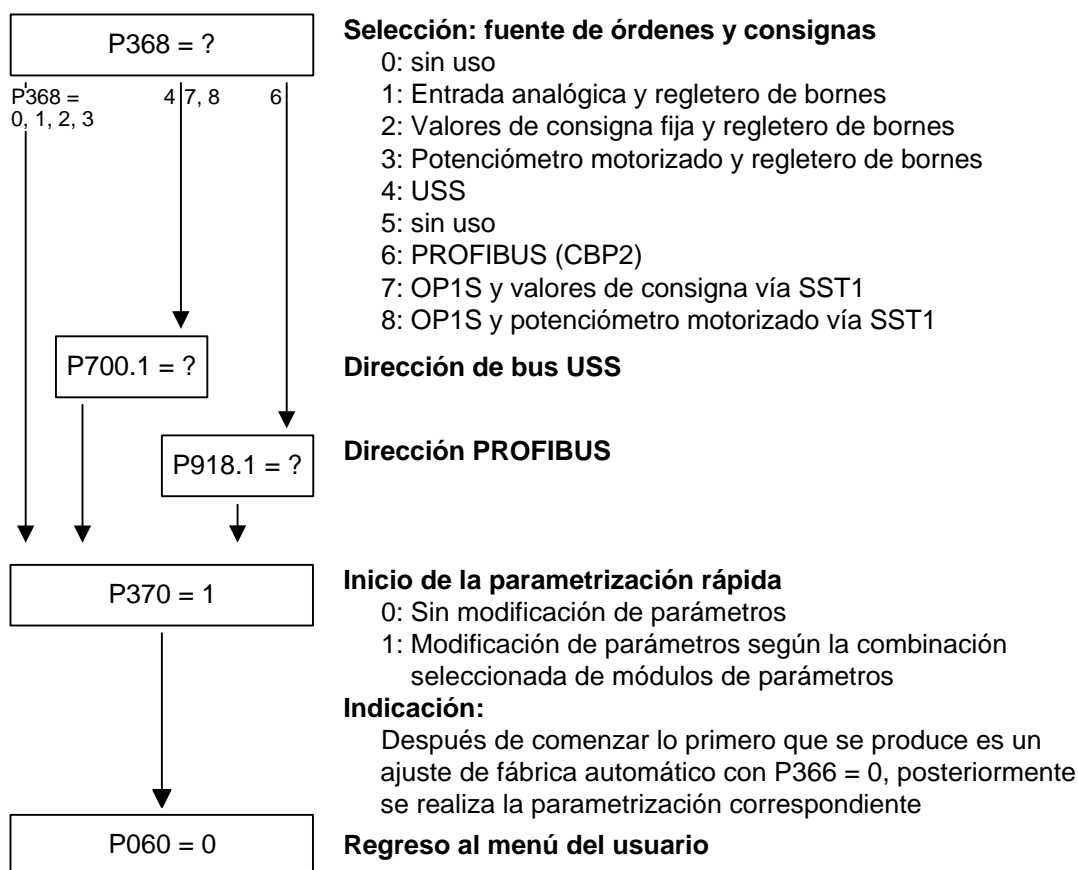 P368 = ?
Selección: fuente de órdenes y consignas
0: sin uso
1: Entrada analógica y regletero de bornes
2: Valores de consigna fija y regletero de bornes
3: Potenciómetro motorizado y regletero de bornes
4: USS
5: sin uso
6: PROFIBUS (CBP2)
7: OP1S y valores de consigna vía SST1
8: OP1S y potenciómetro motorizado vía SST1
P368 =
0, 1, 2, 3
4 7, 8
6
P700.1 = ?
Dirección de bus USS
P918.1 = ?
Dirección PROFIBUS
P370 = 1
Inicio de la parametrización rápida
0: Sin modificación de parámetros
1: Modificación de parámetros según la combinación
seleccionada de módulos de parámetros
Indicación:
Después de comenzar lo primero que se produce es un
ajuste de fábrica automático con P366 = 0, posteriormente
se realiza la parametrización correspondiente
P060 = 0
Regreso al menú del usuario